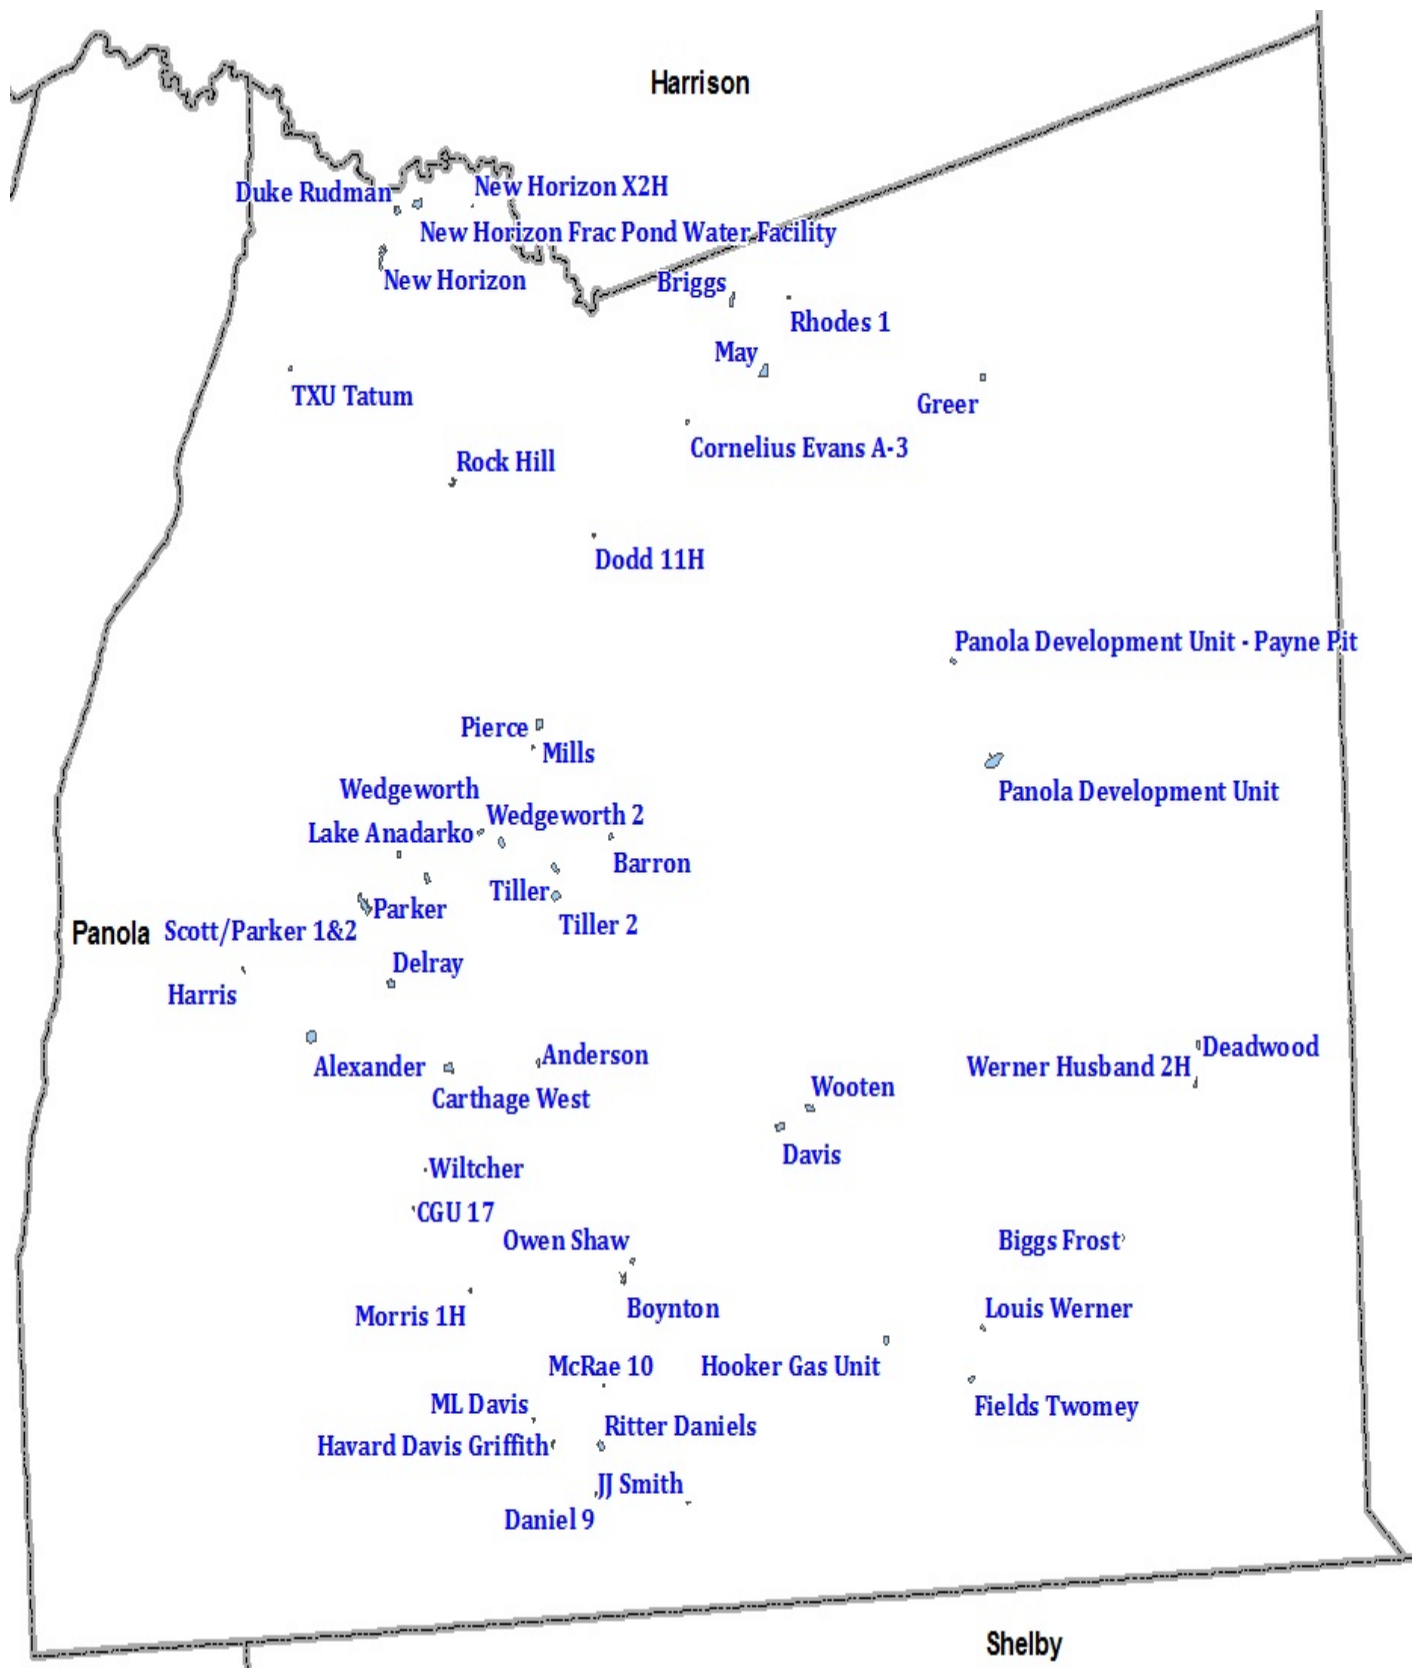 Harrison
Duke Rudman
New Horizon X2H
New Horizon Frac Pond Water Facility
New Horizon
Briggs
Rhodes 1
May
TXU Tatum
Greer
Cornelius Evans A-3
Rock Hill
Dodd 11H
Panola Development Unit - Payne Pit
Pierce
Mills
Wedgeworth
Panola Development Unit
Wedgeworth 2
Lake Anadarko
Barron
Tiller
Parker
Tiller 2
Panola
Scott/Parker 1&2
Delray
Harris
Deadwood
Anderson
Alexander
Werner Husband 2H
Wooten
Carthage West
Davis
Wiltcher
CGU 17
Owen Shaw
Biggs Frost
Boynton
Louis Werner
Morris 1H
McRae 10
Hooker Gas Unit
ML Davis
Fields Twomey
Ritter Daniels
Havard Davis Griffith
JJ Smith
Daniel 9
Shelby